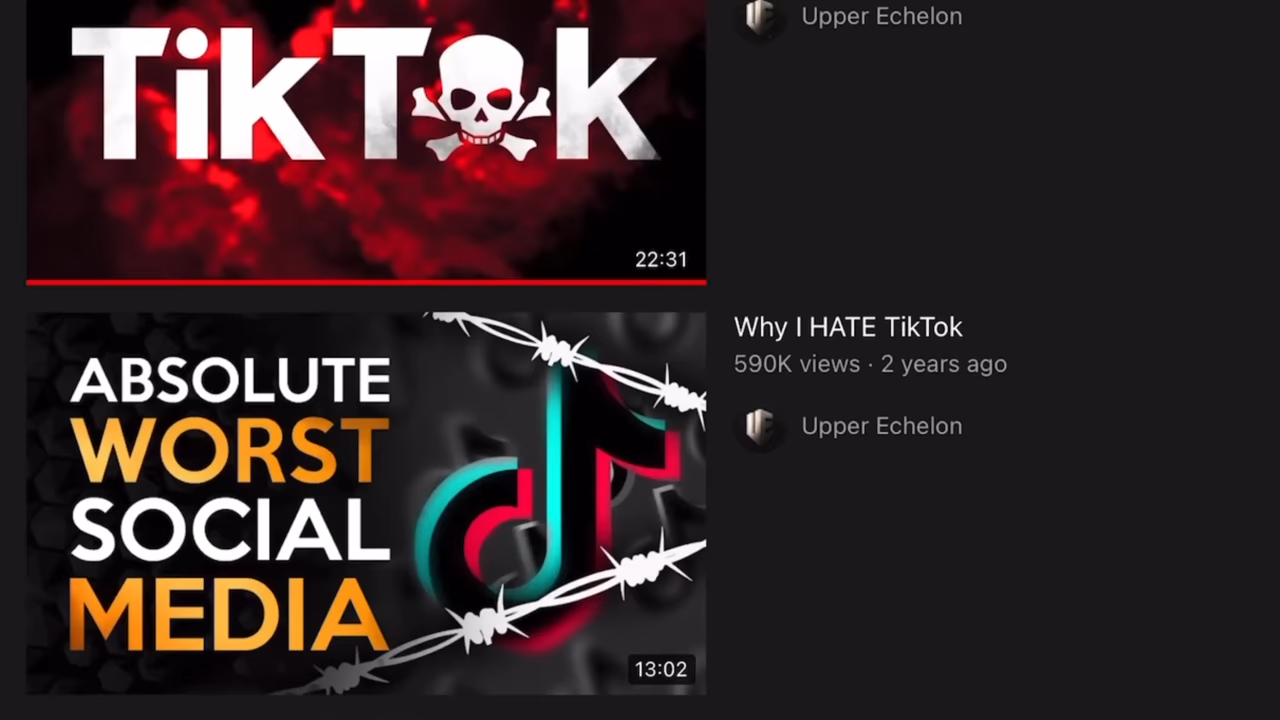 TikTok
Upper Echelon
22:31
ABSOLUTE
WORST
SOCIAL
MEDIA
13:02
Why I HATE TikTok
590K views · 2 years ago
Upper Echelon